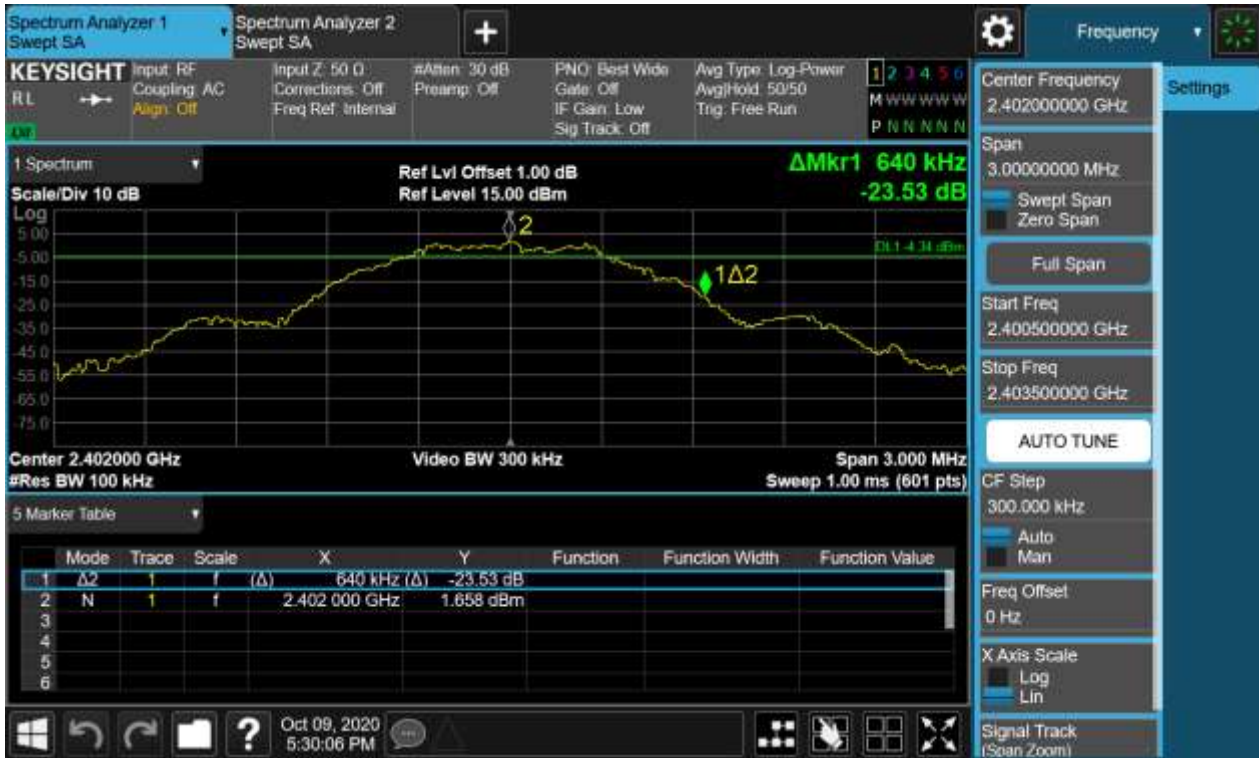 Spectrum Analyzer 1
Swept SA
Spectrum Analyzer 2
Swept SA
Frequency
KEYSIGHT
RL
Input: RF
Coupling: AC
Align: Off
Input Z: 50 Ω
Corrections: Off
Freq Ref: Internal
#Atten: 30 dB
Preamp: Off
PNO: Best Wide
Gate: Off
IF Gain: Low
Sig Track: Off
Avg Type: Log-Power
Avg|Hold: 50/50
Trig: Free Run
1 2 3 4 5 6
M W W W W W
P N N N N N
1 Spectrum
Scale/Div 10 dB
Ref Lvl Offset 1.00 dB
Ref Level 15.00 dBm
ΔMkr1 640 kHz
-23.53 dB
Log
5.00
-5.00
-15.0
-25.0
-35.0
-45.0
-55.0
-65.0
-75.0
2
1Δ2
DL1 -4.34 dBm
Center 2.402000 GHz
#Res BW 100 kHz
Video BW 300 kHz
Span 3.000 MHz
Sweep 1.00 ms (601 pts)
5 Marker Table
Mode Trace Scale X Y Function Function Width Function Value
1 Δ2 1 f (Δ) 640 kHz (Δ) -23.53 dB
2 N 1 f 2.402 000 GHz 1.658 dBm
3
4
5
6
Oct 09, 2020
5:30:06 PM
Center Frequency
2.402000000 GHz
Settings
Span
3.00000000 MHz
Swept Span
Zero Span
Full Span
Start Freq
2.400500000 GHz
Stop Freq
2.403500000 GHz
AUTO TUNE
CF Step
300.000 kHz
Auto
Man
Freq Offset
0 Hz
X Axis Scale
Log
Lin
Signal Track
(Span Zoom)